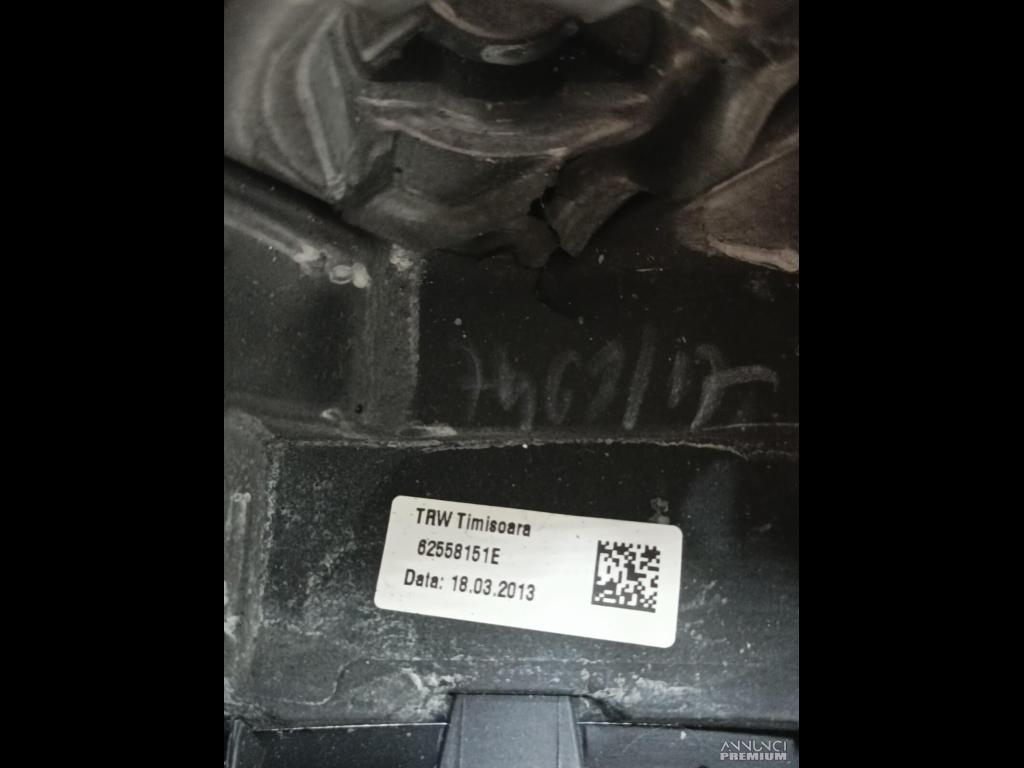 TRW Timisoara
62558151E
Data: 18.03.2013
ANNUNCI
PREMIUM